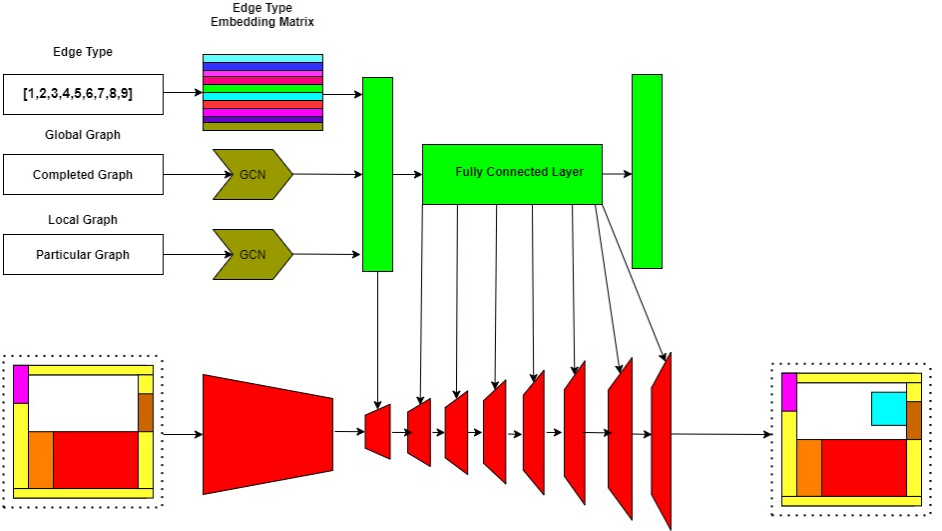 Edge Type
Embedding Matrix
Edge Type
[1,2,3,4,5,6,7,8,9]
Global Graph
Completed Graph
GCN
Fully Connected Layer
Local Graph
Particular Graph
GCN